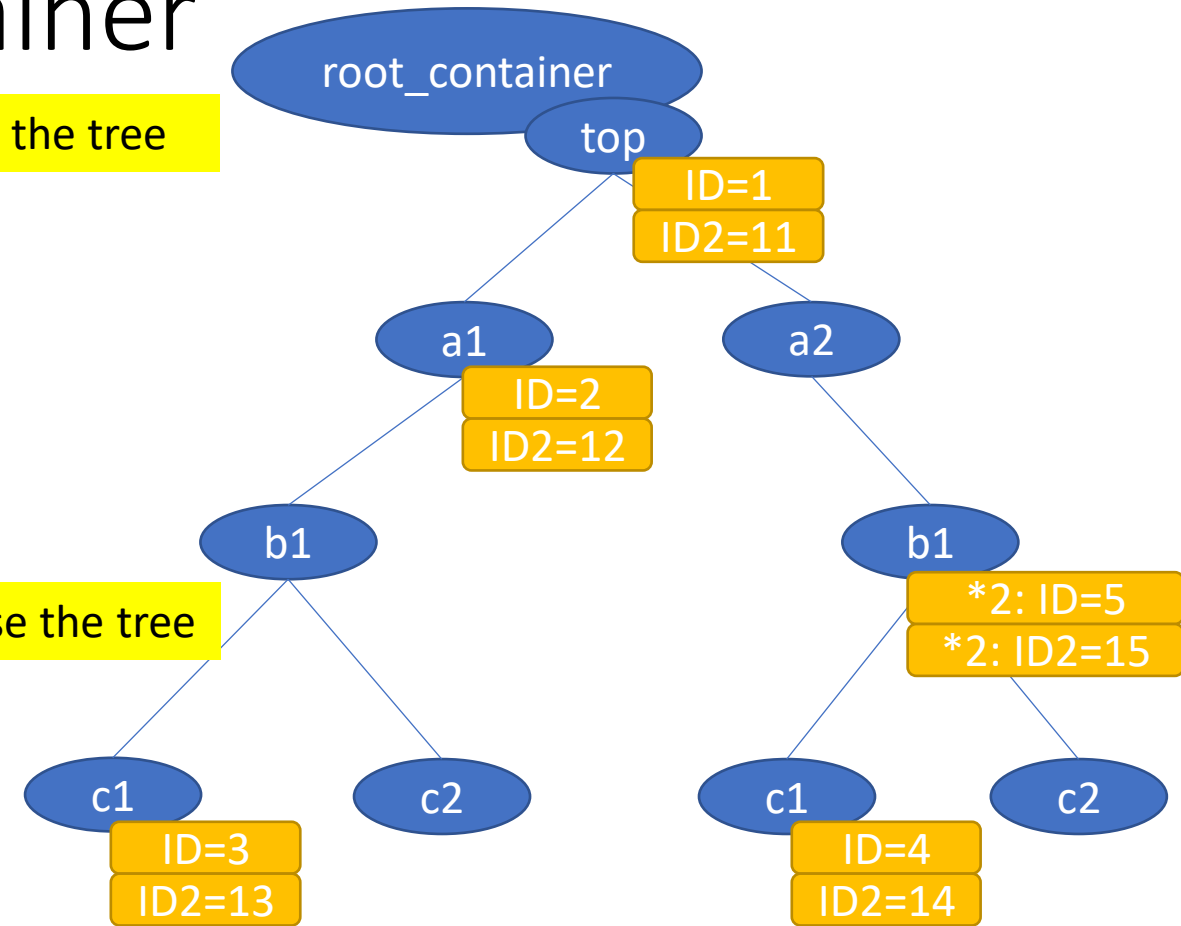 ainer
root_container
the tree
top
ID=1
ID2=11
a1
a2
ID=2
ID2=12
b1
b1
*2: ID=5
se the tree
*2: ID2=15
c1
c2
c1
c2
ID=3
ID=4
ID2=13
ID2=14